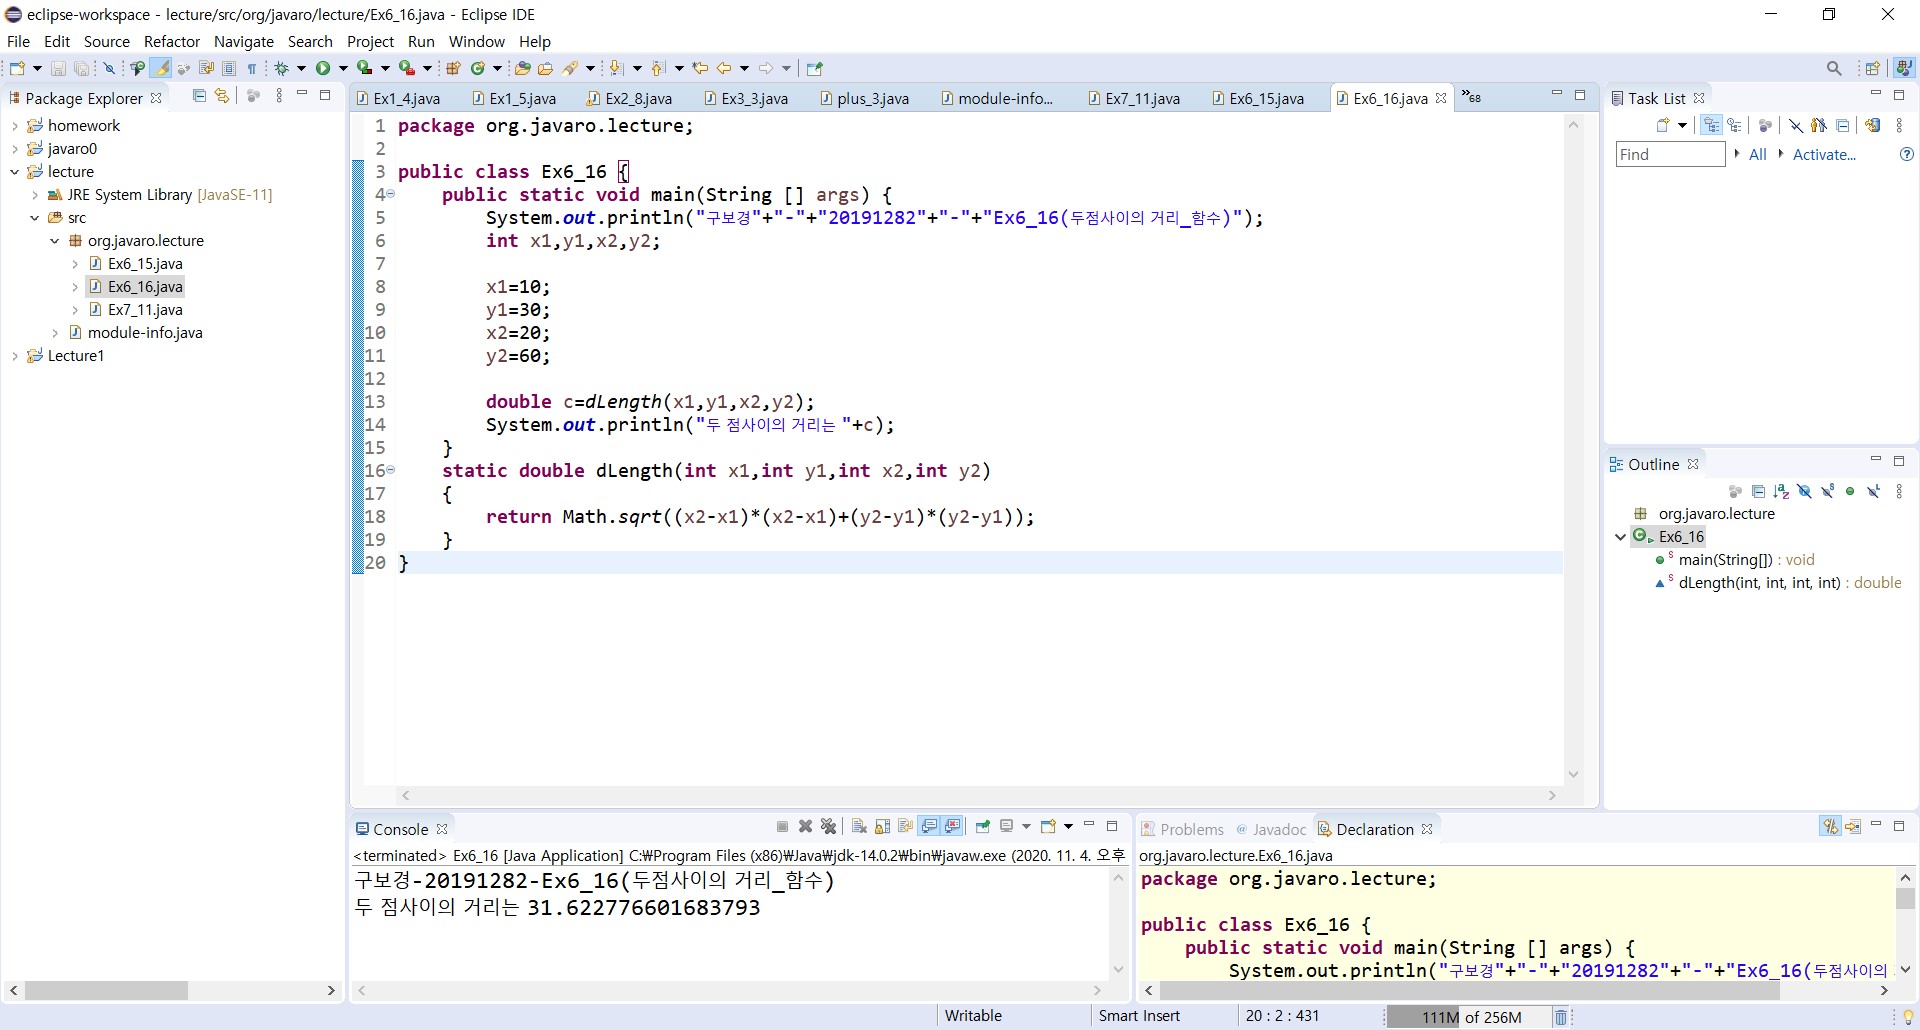 eclipse-workspace - lecture/src/org/javaro/lecture/Ex6_16.java - Eclipse IDE
File Edit Source Refactor Navigate Search Project Run Window Help
Package Explorer
homework
javaro0
lecture
JRE System Library [JavaSE-11]
src
org.javaro.lecture
Ex6_15.java
Ex6_16.java
Ex7_11.java
module-info.java
Lecture1
Ex1_4.java Ex1_5.java Ex2_8.java Ex3_3.java plus_3.java module-info... Ex7_11.java Ex6_15.java Ex6_16.java »68
1 package org.javaro.lecture;
2
3 public class Ex6_16 {
4 public static void main(String [] args) {
5 System.out.println("구보경"+"-"+"20191282"+"-"+"Ex6_16(두점사이의 거리_함수)");
6 int x1,y1,x2,y2;
7
8 x1=10;
9 y1=30;
10 x2=20;
11 y2=60;
12
13 double c=dLength(x1,y1,x2,y2);
14 System.out.println("두 점사이의 거리는 "+c);
15 }
16 static double dLength(int x1,int y1,int x2,int y2)
17 {
18 return Math.sqrt((x2-x1)*(x2-x1)+(y2-y1)*(y2-y1));
19 }
20 }
Task List
Find All Activate...
Outline
org.javaro.lecture
Ex6_16
main(String[]) : void
dLength(int, int, int, int) : double
Console
<terminated> Ex6_16 [Java Application] C:₩Program Files (x86)₩Java₩jdk-14.0.2₩bin₩javaw.exe (2020. 11. 4. 오후
구보경-20191282-Ex6_16(두점사이의 거리_함수)
두 점사이의 거리는 31.622776601683793
Problems @ Javadoc Declaration
org.javaro.lecture.Ex6_16.java
package org.javaro.lecture;
public class Ex6_16 {
public static void main(String [] args) {
System.out.println("구보경"+"-"+"20191282"+"-"+"Ex6_16(두점사이의
Writable Smart Insert 20 : 2 : 431 111M of 256M